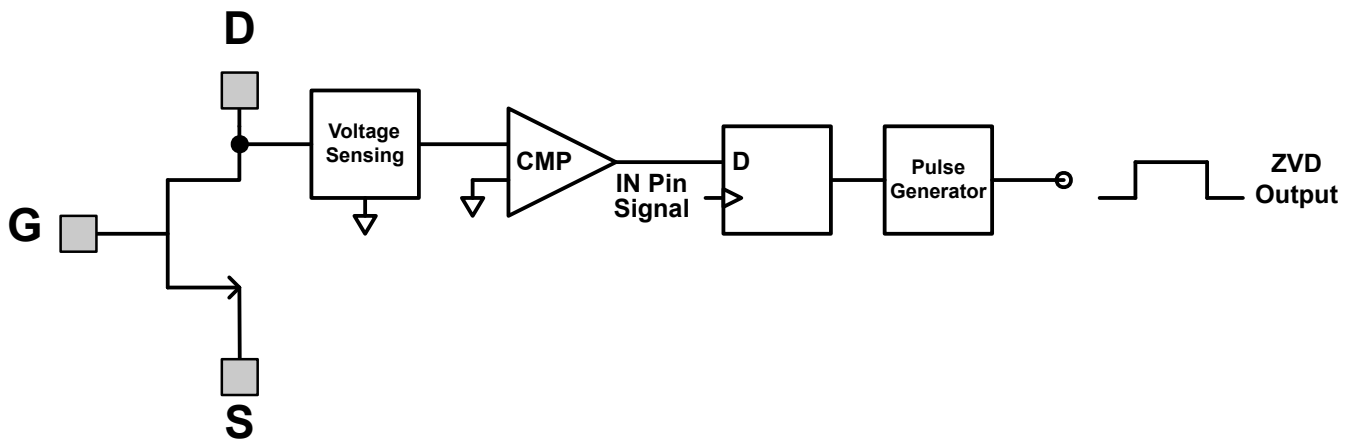 D
G
S
Voltage
Sensing
CMP
IN Pin
Signal
D
Pulse
Generator
ZVD
Output